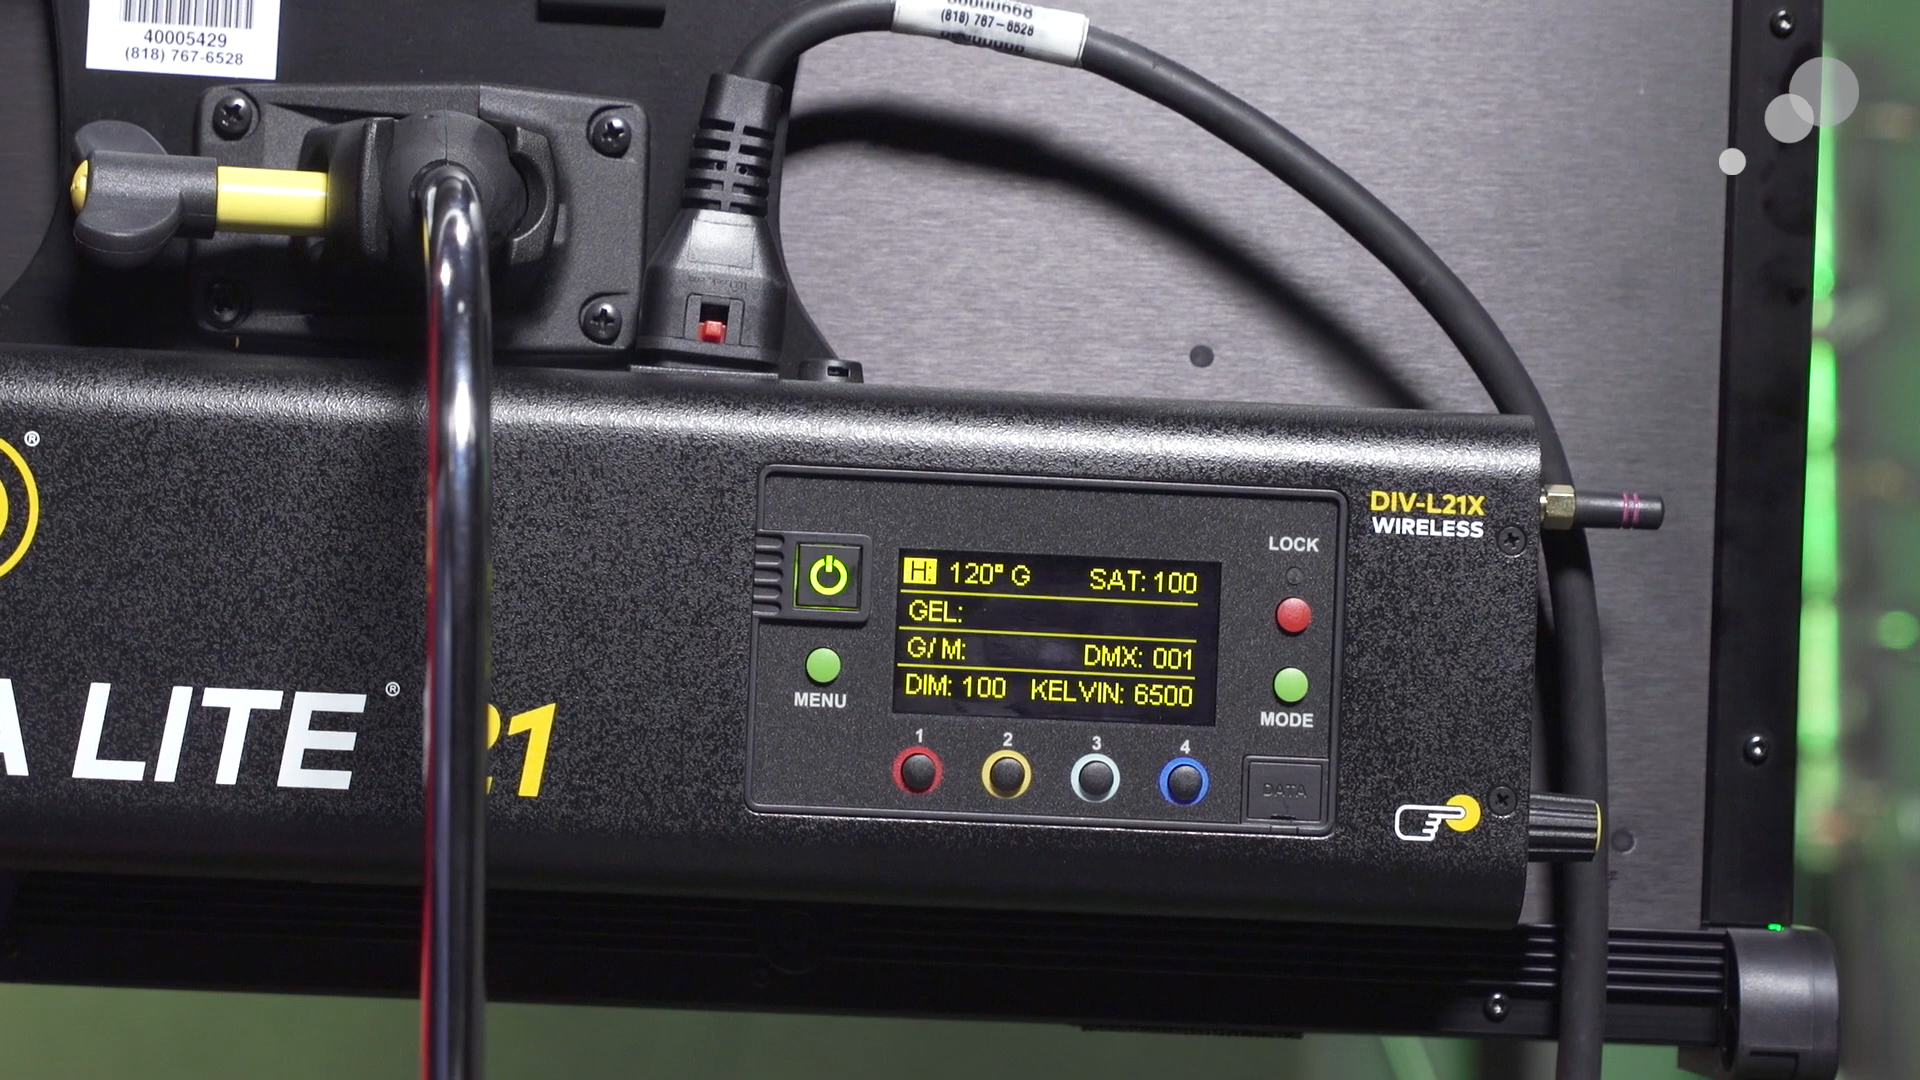 40005429
(818) 767-6528
(818) 767-6528
®
A LITE® 21
DIV-L21X
WIRELESS
LOCK
H: 120° G SAT: 100
GEL:
G/M: DMX: 001
DIM: 100 KELVIN: 6500
MENU
MODE
1 2 3 4
DATA